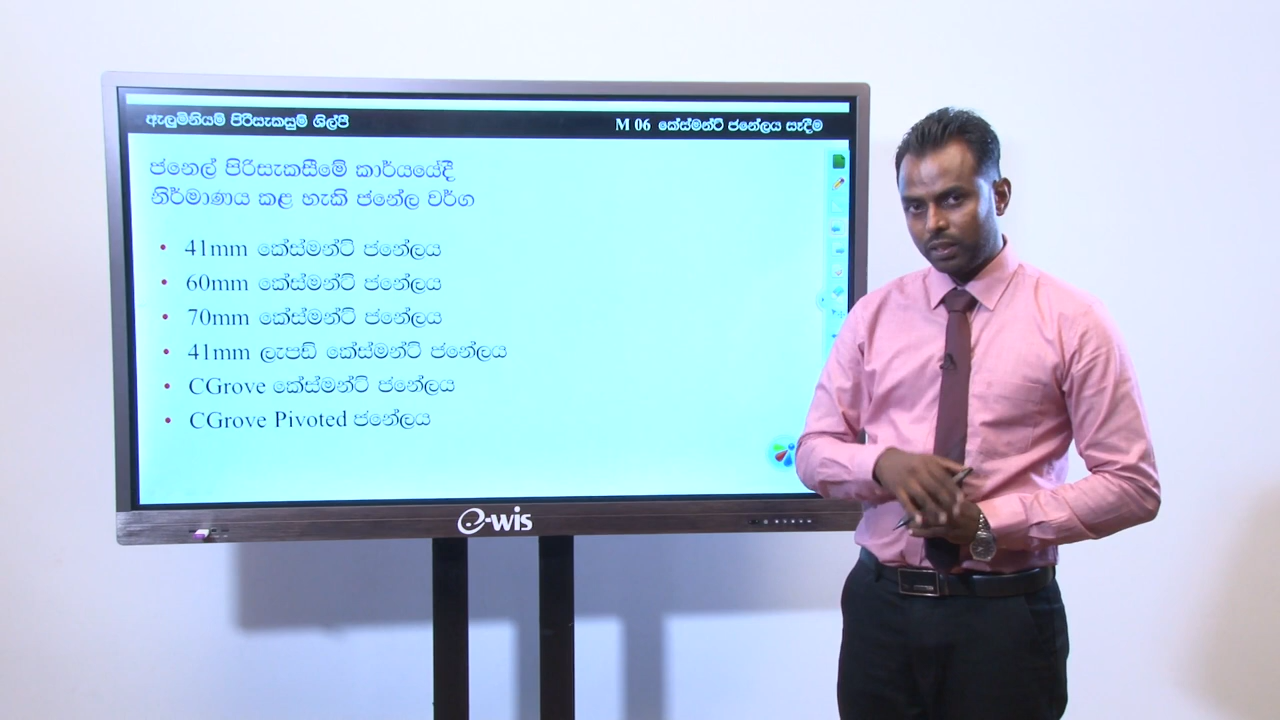 ඇලුමිනියම් පිරිසැකසුම් ශිල්පී
M 06 කේස්මන්ට් ජනේලය සෑදීම
ජනෙල් පිරිසැකසීමේ කාර්යයේදී
නිර්මාණය කළ හැකි ජනේල වර්ග
• 41mm කේස්මන්ට් ජනේලය
• 60mm කේස්මන්ට් ජනේලය
• 70mm කේස්මන්ට් ජනේලය
• 41mm ලැපඩ් කේස්මන්ට් ජනේලය
• CGrove කේස්මන්ට් ජනේලය
• CGrove Pivoted ජනේලය
e-wis